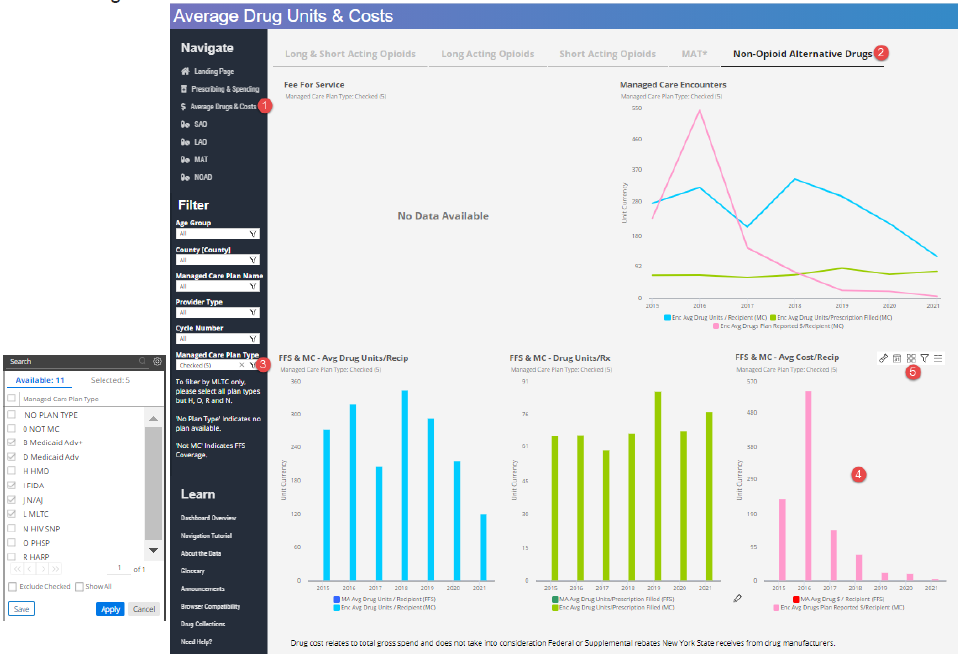 Average Drug Units & Costs
Navigate
Landing Page
Prescribing & Spending
Average Drugs & Costs 1
SAO
LAO
MAT
NOAD
Filter
Age Group
All
County [County]
All
Managed Care Plan Name
All
Provider Type
All
Cycle Number
All
Managed Care Plan Type
Checked (5) 3
To filter by MLTC only,
please select all plan types
but H, O, R and N.
'No Plan Type' indicates no
plan available.
'Not MC' Indicates FFS
Coverage.
Learn
Dashboard Overview
Navigation Tutorial
About the Data
Glossary
Announcements
Browser Compatibility
Drug Collections
Need Help?
Search
Available: 11 Selected: 5
Managed Care Plan Type
NO PLAN TYPE
0 NOT MC
B Medicaid Adv+
D Medicaid Adv
H HMO
I FIDA
J N/AJ
L MLTC
N HIV SNP
O PHSP
R HARP
1 of 1
Exclude Checked Show All
Save Apply Cancel
Long & Short Acting Opioids Long Acting Opioids Short Acting Opioids MAT* Non-Opioid Alternative Drugs 2
Fee For Service
Managed Care Plan Type: Checked (5)
No Data Available
Managed Care Encounters
Managed Care Plan Type: Checked (5)
550
460
370
280
93
0
Unit Currency
2015 2016 2017 2018 2019 2020 2021
Enc Avg Drug Units / Recipient (MC) Enc Avg Drug Units/Prescription Filled (MC)
Enc Avg Drugs Plan Reported $/Recipient (MC)
FFS & MC - Avg Drug Units/Recip
Managed Care Plan Type: Checked (5)
360
300
240
180
120
60
0
Unit Currency
2015 2016 2017 2018 2019 2020 2021
MA Avg Drug Units / Recipient (FFS)
Enc Avg Drug Units / Recipient (MC)
FFS & MC - Drug Units/Rx
Managed Care Plan Type: Checked (5)
91
61
Unit Currency
2015 2016 2017 2018 2019 2020 2021
MA Avg Drug Units/Prescription Filled (FFS)
Enc Avg Drug Units/Prescription Filled (MC)
FFS & MC - Avg Cost/Recip
Managed Care Plan Type: Checked (5)
5
570
480
380
290
4
Unit Currency
2015 2016 2017 2018 2019 2020 2021
MA Avg Drug $ / Recipient (FFS)
Enc Avg Drugs Plan Reported $/Recipient (MC)
Drug cost relates to total gross spend and does not take into consideration Federal or Supplemental rebates New York State receives from drug manufacturers.